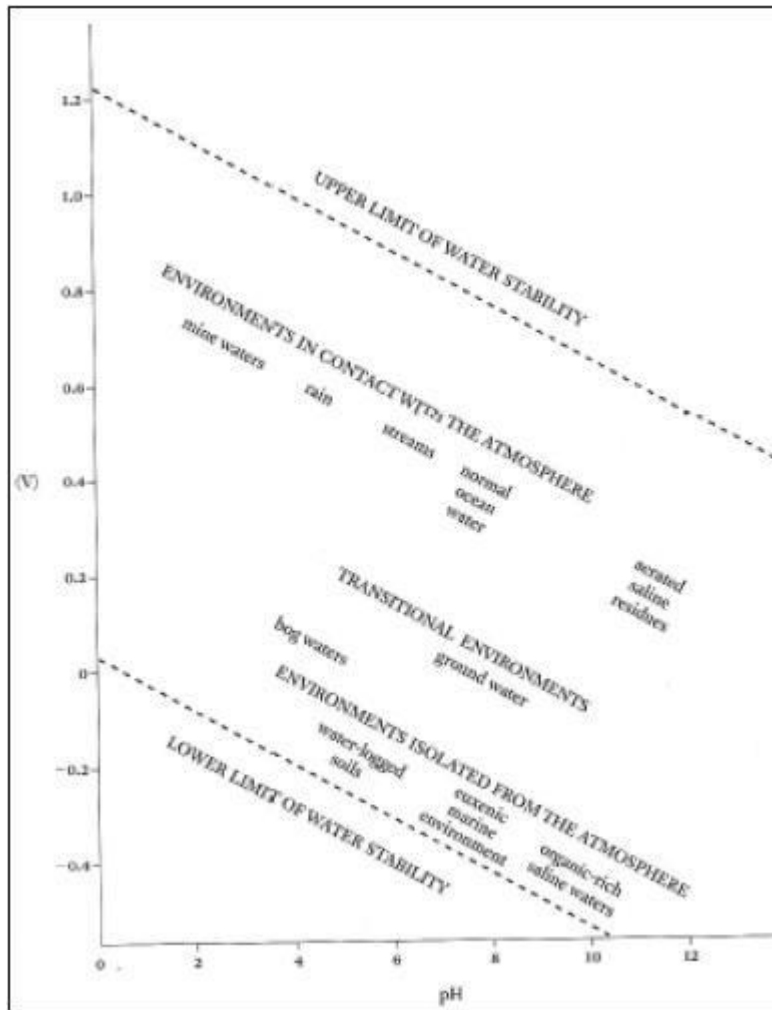 1.2
UPPER LIMIT OF WATER STABILITY
1.0
0.8
ENVIRONMENTS IN CONTACT THE ATMOSPHERE
mine waters
0.6
rain
streams
(V)
0.4
normal
ocean
water
0.2
aerated
saline
residues
TRANSITIONAL ENVIRONMENTS
bog waters
ground water
0
ENVIRONMENTS ISOLATED FROM THE ATMOSPHERE
water-logged
soils
LOWER LIMIT OF WATER STABILITY
−0.2
euxenic
marine
environment
organic-rich
saline waters
−0.4
0 2 4 6 8 10 12
pH